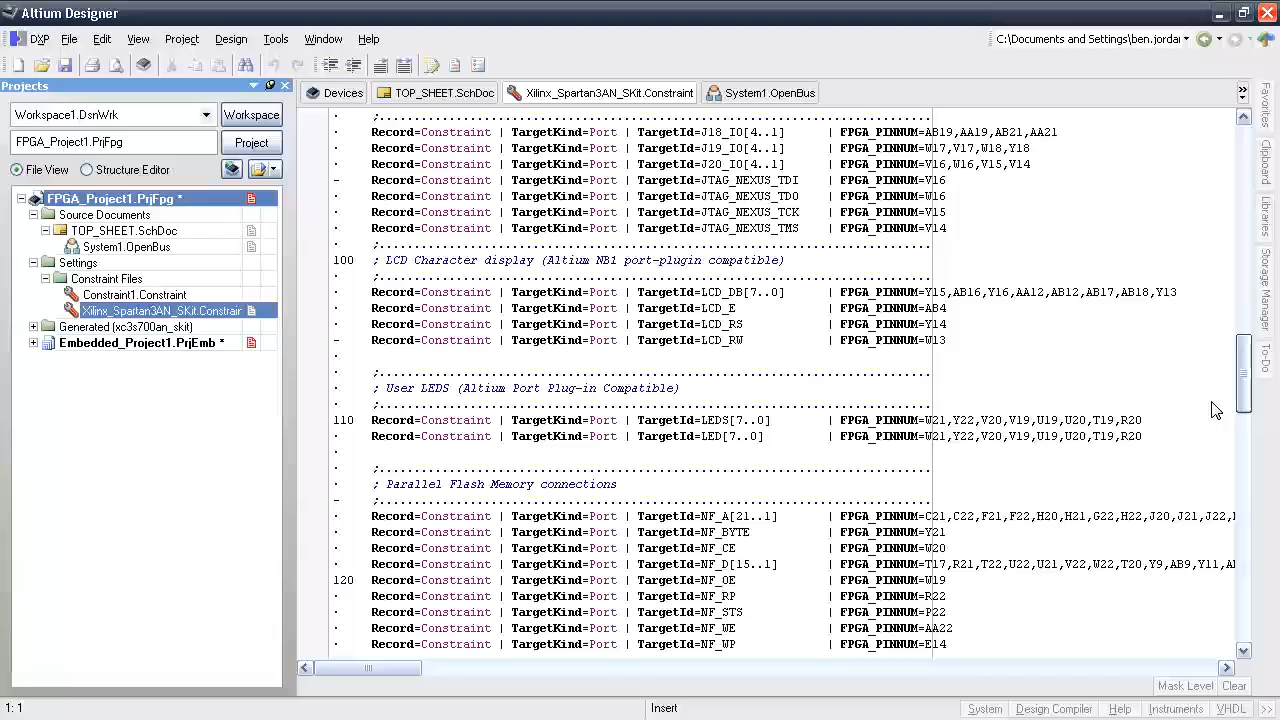 Altium Designer
DXP File Edit View Project Design Tools Window Help C:\Documents and Settings\ben.jordar
Projects
Workspace1.DsnWrk Workspace
FPGA_Project1.PrjFpg Project
File View Structure Editor
FPGA_Project1.PrjFpg *
Source Documents
TOP_SHEET.SchDoc
System1.OpenBus
Settings
Constraint Files
Constraint1.Constraint
Xilinx_Spartan3AN_SKit.Constrair
Generated (xc3s700an_skit)
Embedded_Project1.PrjEmb *
Devices TOP_SHEET.SchDoc Xilinx_Spartan3AN_SKit.Constraint System1.OpenBus
Record=Constraint | TargetKind=Port | TargetId=J18_IO[4..1] | FPGA_PINNUM=AB19,AA19,AB21,AA21
Record=Constraint | TargetKind=Port | TargetId=J19_IO[4..1] | FPGA_PINNUM=W17,V17,W18,Y18
Record=Constraint | TargetKind=Port | TargetId=J20_IO[4..1] | FPGA_PINNUM=V16,W16,V15,V14
Record=Constraint | TargetKind=Port | TargetId=JTAG_NEXUS_TDI | FPGA_PINNUM=V16
Record=Constraint | TargetKind=Port | TargetId=JTAG_NEXUS_TDO | FPGA_PINNUM=W16
Record=Constraint | TargetKind=Port | TargetId=JTAG_NEXUS_TCK | FPGA_PINNUM=V15
Record=Constraint | TargetKind=Port | TargetId=JTAG_NEXUS_TMS | FPGA_PINNUM=V14
100 ; LCD Character display (Altium NB1 port-plugin compatible)
Record=Constraint | TargetKind=Port | TargetId=LCD_DB[7..0] | FPGA_PINNUM=Y15,AB16,Y16,AA12,AB12,AB17,AB18,Y13
Record=Constraint | TargetKind=Port | TargetId=LCD_E | FPGA_PINNUM=AB4
Record=Constraint | TargetKind=Port | TargetId=LCD_RS | FPGA_PINNUM=Y14
Record=Constraint | TargetKind=Port | TargetId=LCD_RW | FPGA_PINNUM=W13
; User LEDS (Altium Port Plug-in Compatible)
110 Record=Constraint | TargetKind=Port | TargetId=LEDS[7..0] | FPGA_PINNUM=W21,Y22,V20,V19,U19,U20,T19,R20
Record=Constraint | TargetKind=Port | TargetId=LED[7..0] | FPGA_PINNUM=W21,Y22,V20,V19,U19,U20,T19,R20
; Parallel Flash Memory connections
Record=Constraint | TargetKind=Port | TargetId=NF_A[21..1] | FPGA_PINNUM=C21,C22,F21,F22,H20,H21,G22,H22,J20,J21,J22,
Record=Constraint | TargetKind=Port | TargetId=NF_BYTE | FPGA_PINNUM=Y21
Record=Constraint | TargetKind=Port | TargetId=NF_CE | FPGA_PINNUM=W20
Record=Constraint | TargetKind=Port | TargetId=NF_D[15..1] | FPGA_PINNUM=T17,R21,T22,U22,U21,V22,W22,T20,Y9,AB9,Y11,
120 Record=Constraint | TargetKind=Port | TargetId=NF_OE | FPGA_PINNUM=W19
Record=Constraint | TargetKind=Port | TargetId=NF_RP | FPGA_PINNUM=R22
Record=Constraint | TargetKind=Port | TargetId=NF_STS | FPGA_PINNUM=P22
Record=Constraint | TargetKind=Port | TargetId=NF_WE | FPGA_PINNUM=AA22
Record=Constraint | TargetKind=Port | TargetId=NF_WP | FPGA_PINNUM=E14
Favorites
Clipboard
Libraries
Storage Manager
To-Do
Mask Level Clear
1: 1 Insert System Design Compiler Help Instruments VHDL >>